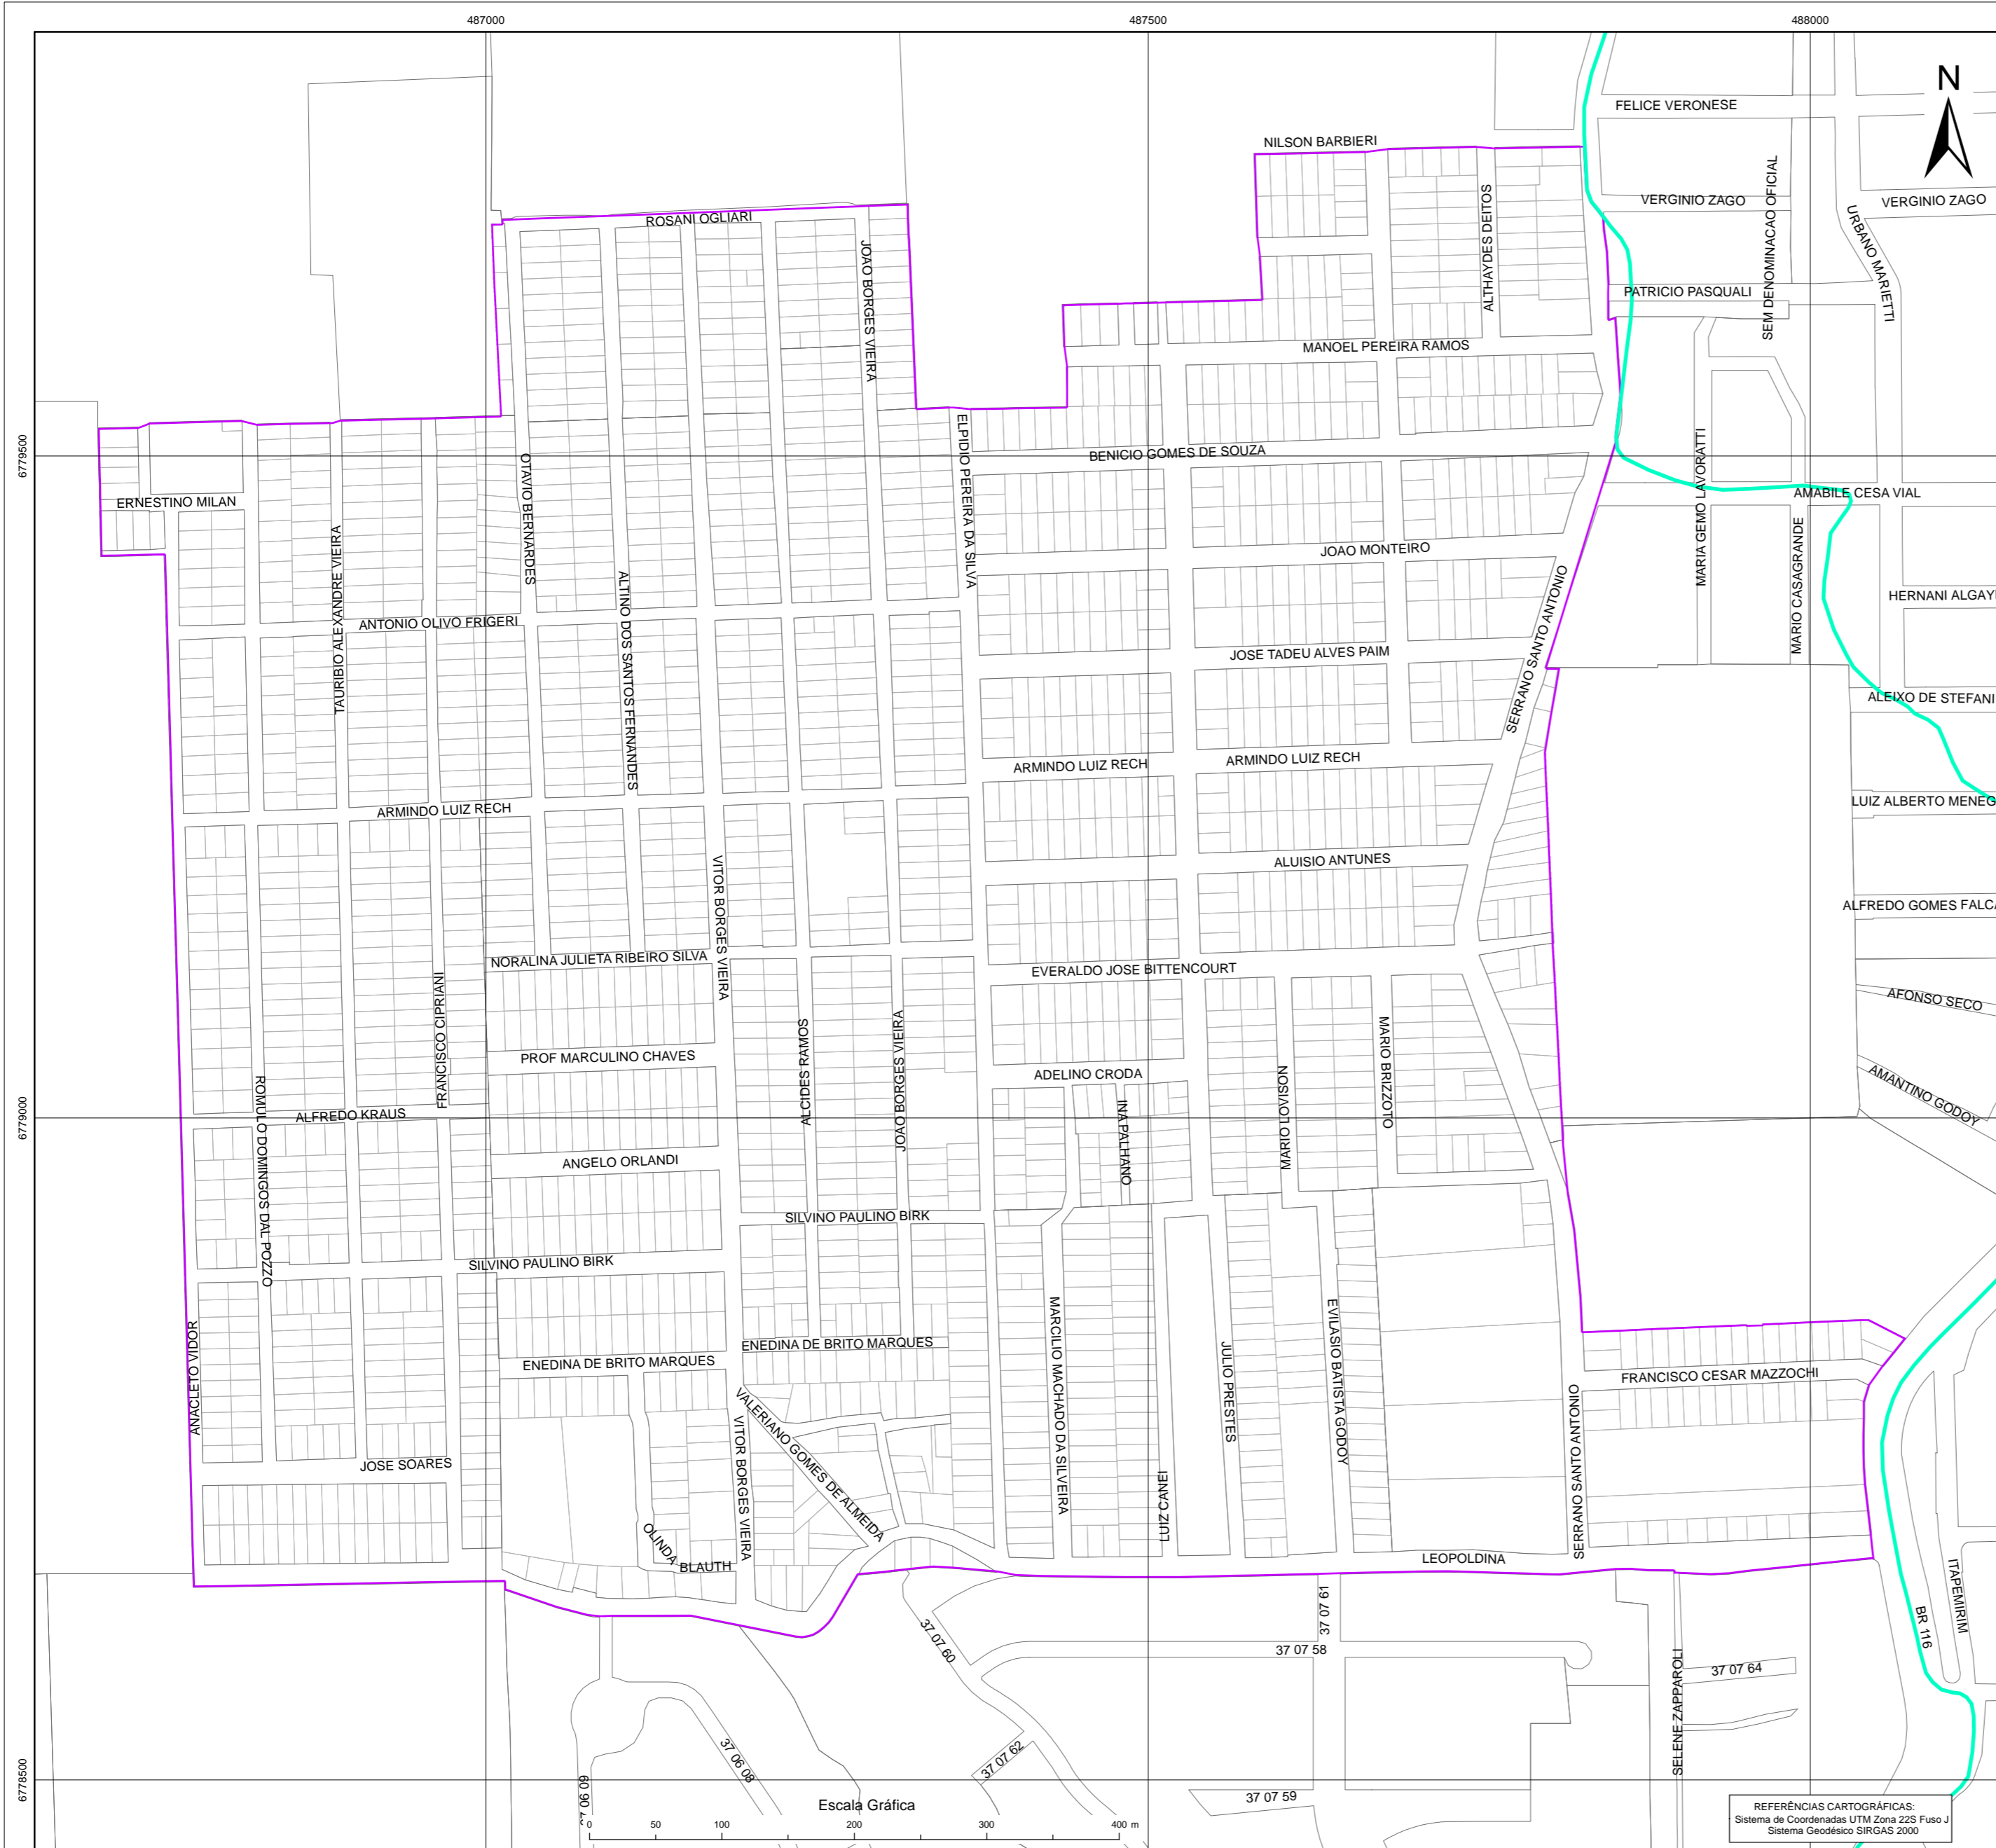 487000
487500
488000
N
FELICE VERONESE
NILSON BARBIERI
VERGINIO ZAGO
VERGINIO ZAGO
SEM DENOMINACAO OFICIAL
URBANO MARIETTI
ROSANI OGLIARI
JOAO BORGES VIEIRA
ALTHAYDES DEITOS
PATRICIO PASQUALI
MANOEL PEREIRA RAMOS
6779500
ELPIDIO PEREIRA DA SILVA
BENICIO GOMES DE SOUZA
OTAVIO BERNARDES
ERNESTINO MILAN
MARIA GEMO LAVORATTI
AMABILE CESA VIAL
TAURIBIO ALEXANDRE VIEIRA
JOAO MONTEIRO
MARIO CASAGRANDE
ALTINO DOS SANTOS FERNANDES
SERRANO SANTO ANTONIO
HERNANI ALGAY
ANTONIO OLIVO FRIGERI
JOSE TADEU ALVES PAIM
ALEIXO DE STEFANI
ARMINDO LUIZ RECH
ARMINDO LUIZ RECH
ARMINDO LUIZ RECH
LUIZ ALBERTO MENEG
ALUISIO ANTUNES
VITOR BORGES VIEIRA
ALFREDO GOMES FALCA
NORALINA JULIETA RIBEIRO SILVA
EVERALDO JOSE BITTENCOURT
FRANCISCO CIPRIANI
AFONSO SECO
PROF MARCULINO CHAVES
ALCIDES RAMOS
JOAO BORGES VIEIRA
MARIO BRIZZOTO
ADELINO CRODA
MARIO LOVISON
INA PALHANO
AMANTINO GODOY
6779000
ROMULO DOMINGOS DAL POZZO
ALFREDO KRAUS
ANGELO ORLANDI
SILVINO PAULINO BIRK
SILVINO PAULINO BIRK
ANACLETO VIDOR
MARCILIO MACHADO DA SILVEIRA
EVILASIO BATISTA GODOY
ENEDINA DE BRITO MARQUES
ENEDINA DE BRITO MARQUES
JULIO PRESTES
FRANCISCO CESAR MAZZOCHI
VALERIANO GOMES DE ALMEIDA
VITOR BORGES VIEIRA
SERRANO SANTO ANTONIO
JOSE SOARES
LUIZ CANEI
OLINDA BLAUTH
LEOPOLDINA
ITAPEMIRIM
BR 116
37 07 61
37 07 60
37 07 58
37 07 64
SELENE ZAPPAROLI
37 06 08
37 07 62
37 06 09
37 07 59
6778500
Escala Gráfica
0 50 100 200 300 400 m
REFERÊNCIAS CARTOGRÁFICAS:
Sistema de Coordenadas UTM Zona 22S Fuso J
Sistema Geodésico SIRGAS 2000